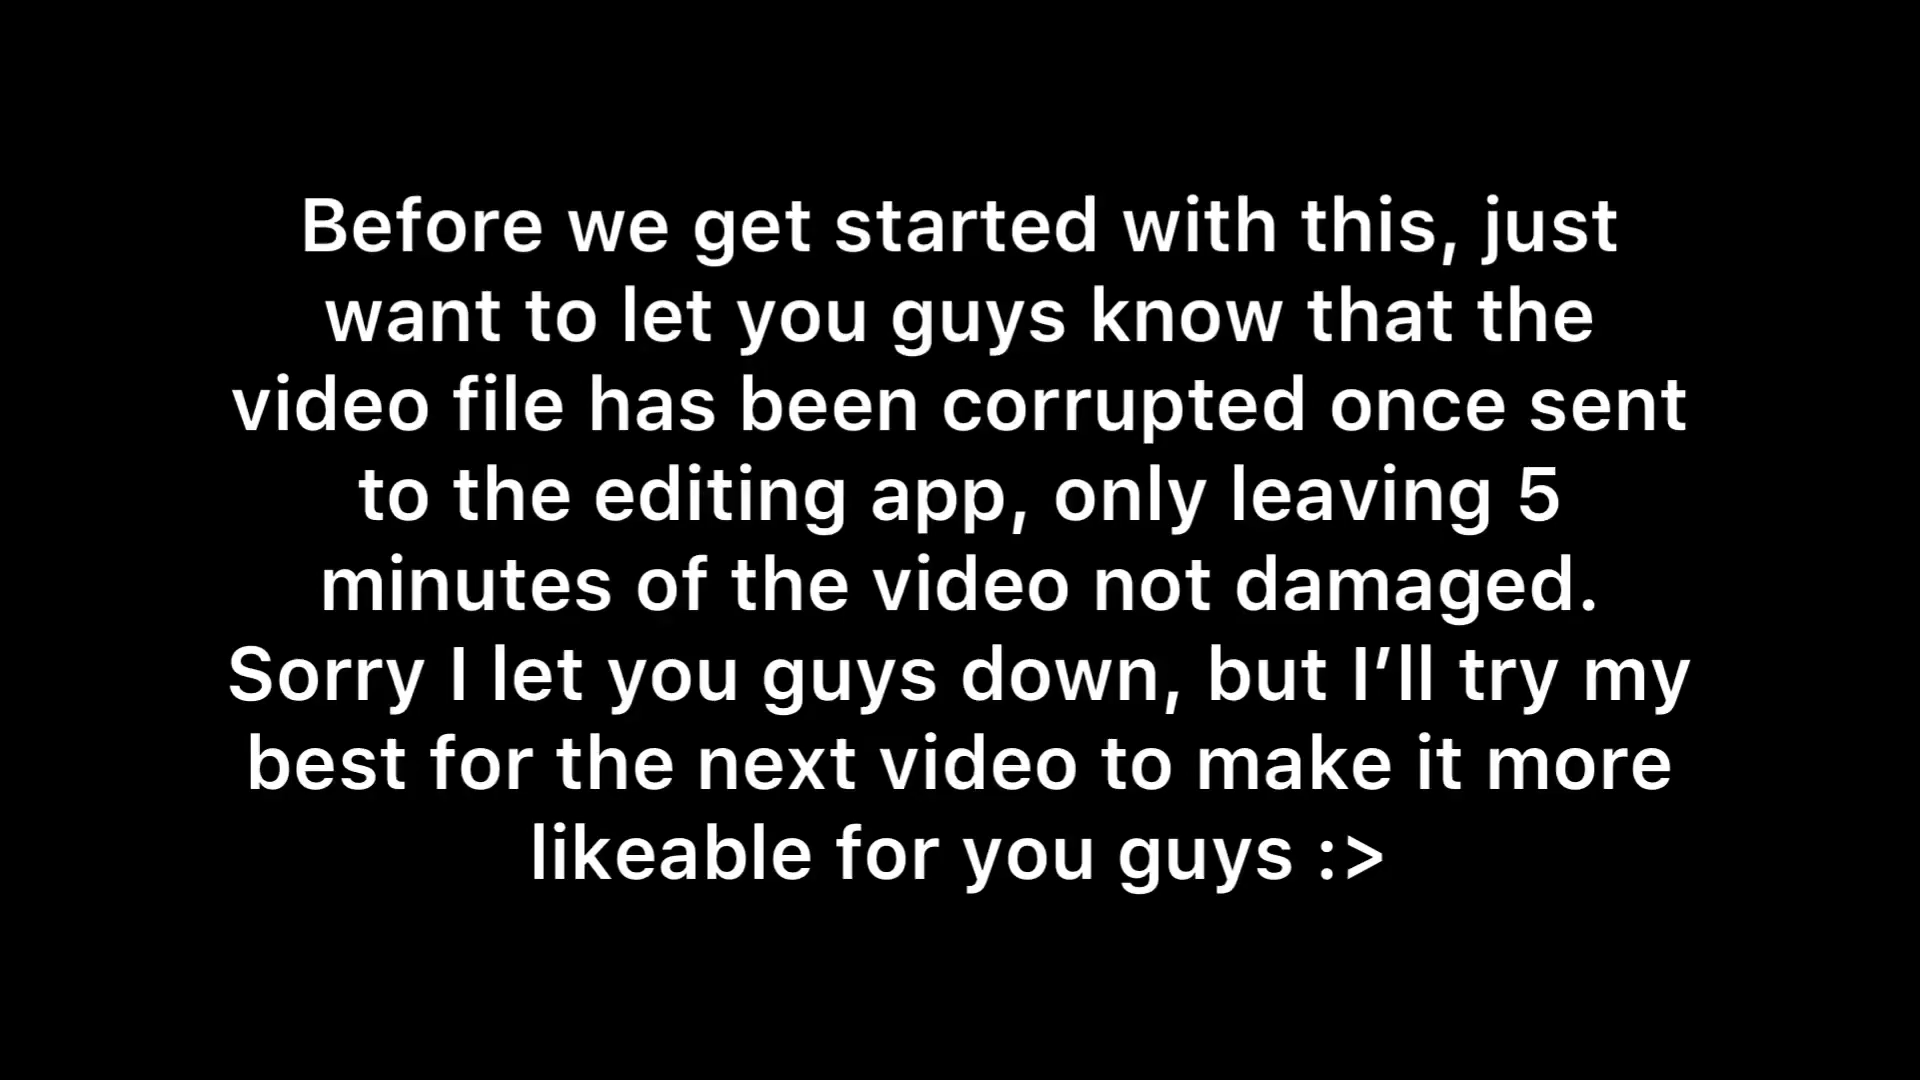 Before we get started with this, just
want to let you guys know that the
video file has been corrupted once sent
to the editing app, only leaving 5
minutes of the video not damaged.
Sorry I let you guys down, but I’ll try my
best for the next video to make it more
likeable for you guys :>